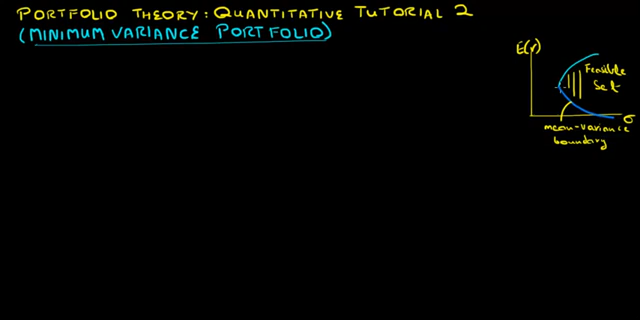 PORTFOLIO THEORY: QUANTITATIVE TUTORIAL 2
(MINIMUM VARIANCE PORTFOLIO)
E(r)
Feasible
Set
σ
mean-variance
boundary